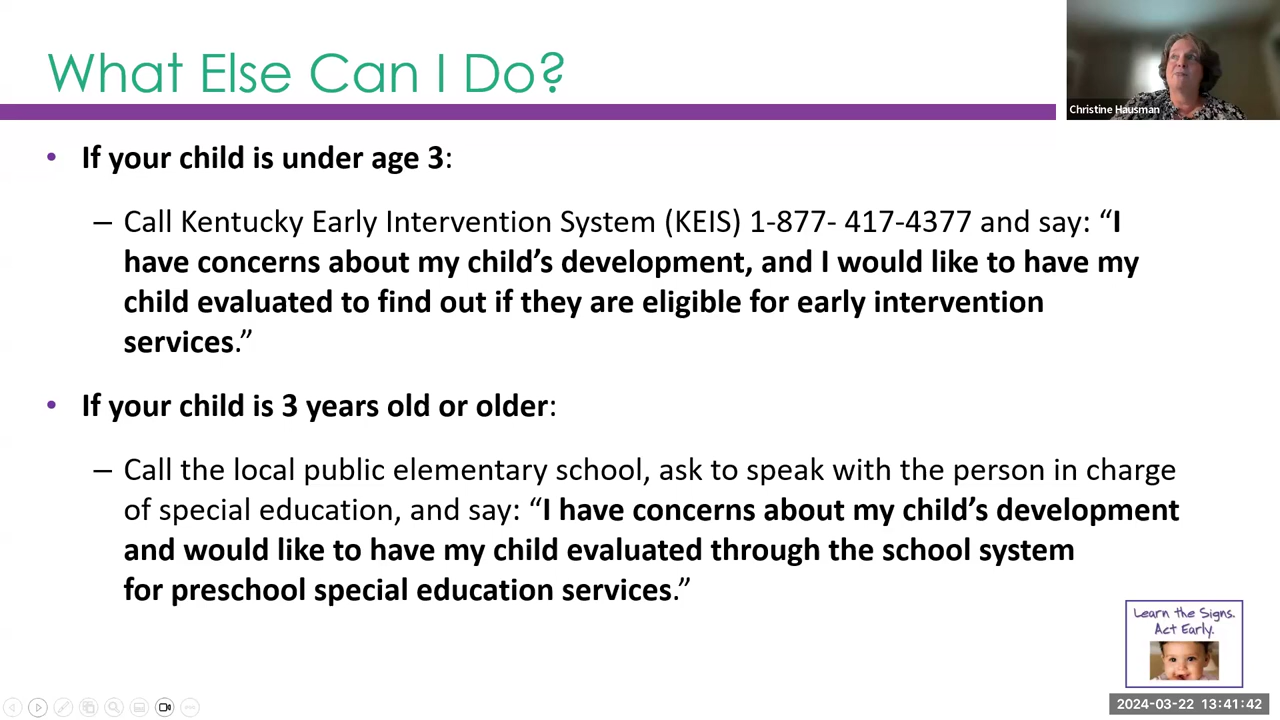 What Else Can I Do?
Christine Hausman
• If your child is under age 3:
– Call Kentucky Early Intervention System (KEIS) 1-877- 417-4377 and say: “I
have concerns about my child’s development, and I would like to have my
child evaluated to find out if they are eligible for early intervention
services.”
• If your child is 3 years old or older:
– Call the local public elementary school, ask to speak with the person in charge
of special education, and say: “I have concerns about my child’s development
and would like to have my child evaluated through the school system
for preschool special education services.”
Learn the Signs.
Act Early.
2024-03-22 13:41:42